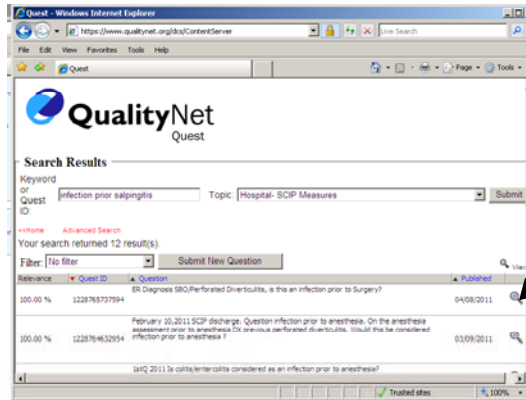 Quest - Windows Internet Explorer
https://www.qualitynet.org/dcs/ContentServer
Live Search
File Edit View Favorites Tools Help
Quest
Page Tools
QualityNet
Quest
Search Results
Keyword
or
Quest
ID:
infection prior salpingitis
Topic: Hospital- SCIP Measures
Submit
<<Home Advanced Search
Your search returned 12 result(s).
Filter: No filter
Submit New Question
View
Relevance Quest ID Question Published
100.00 % 1228765737594 ER Diagnosis SBO/Perforated Diverticulitis, is this an infection prior to Surgery? 04/08/2011
February 10,2011 SCIP discharge. Question infection prior to anesthesia. On the anesthesia
assessment prior to anesthesia DX previous perforated diverticulitis. Would this be considered
infection prior to anesthesia ?
100.00 % 1228764632954 03/09/2011
1stQ 2011 Is colitis/entercolitis considered as an infection prior to anesthesia?
Trusted sites
100%